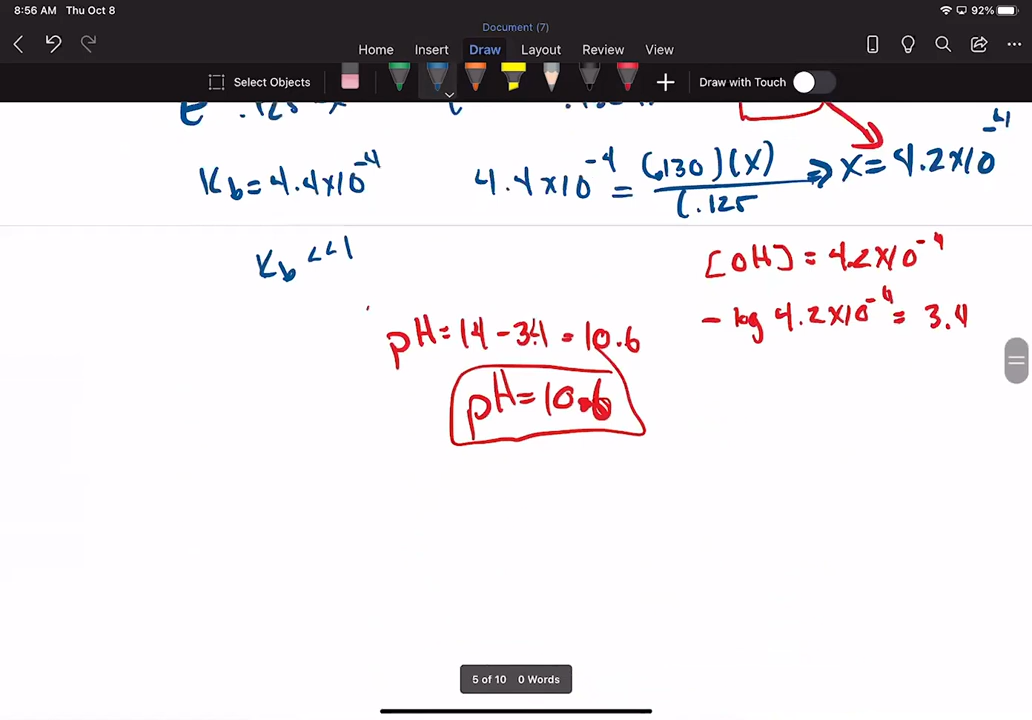 8:56 AM Thu Oct 8
92%
Document (7)
Home Insert Draw Layout Review View
Select Objects
Draw with Touch
E .125-x
Kb = 4.4x10^-4
4.4x10^-4 = (.130)(x) / (.125 => x = 4.2x10^-4
Kb <<1
[OH] = 4.2x10^-4
- log 4.2x10^-4 = 3.4
pH = 14 - 3.4 = 10.6
pH = 10.6
5 of 10 0 Words